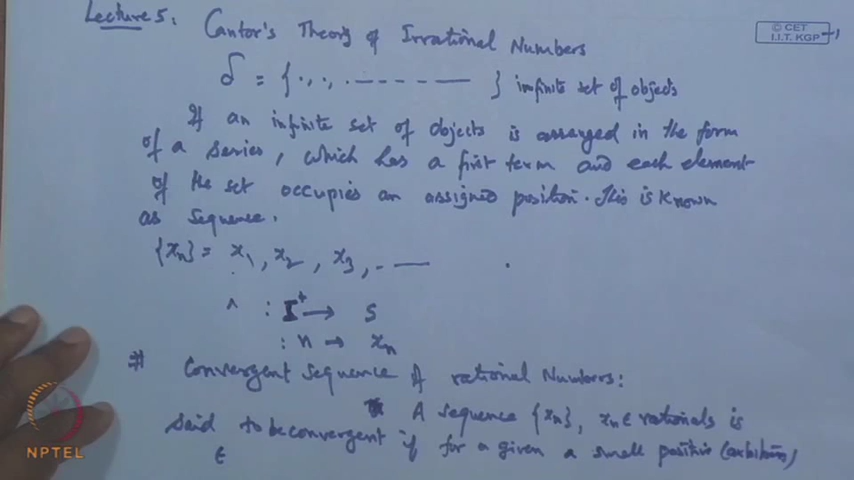 Lecture 5: Cantor's Theory of Irrational Numbers
© CET
I.I.T. KGP
S = { ., ., . - - - - } infinite set of objects
If an infinite set of objects is arranged in the form
of a series, which has a first term and each element
of the set occupies an assigned position. This is known
as sequence.
{xn} = x1, x2, x3, . —
: I+ → S
: n → xn
# Convergent sequence of rational Numbers:
A sequence {xn}, xn ∈ rationals is
said to be convergent if for a given a small positive (arbitrary)
ε
NPTEL